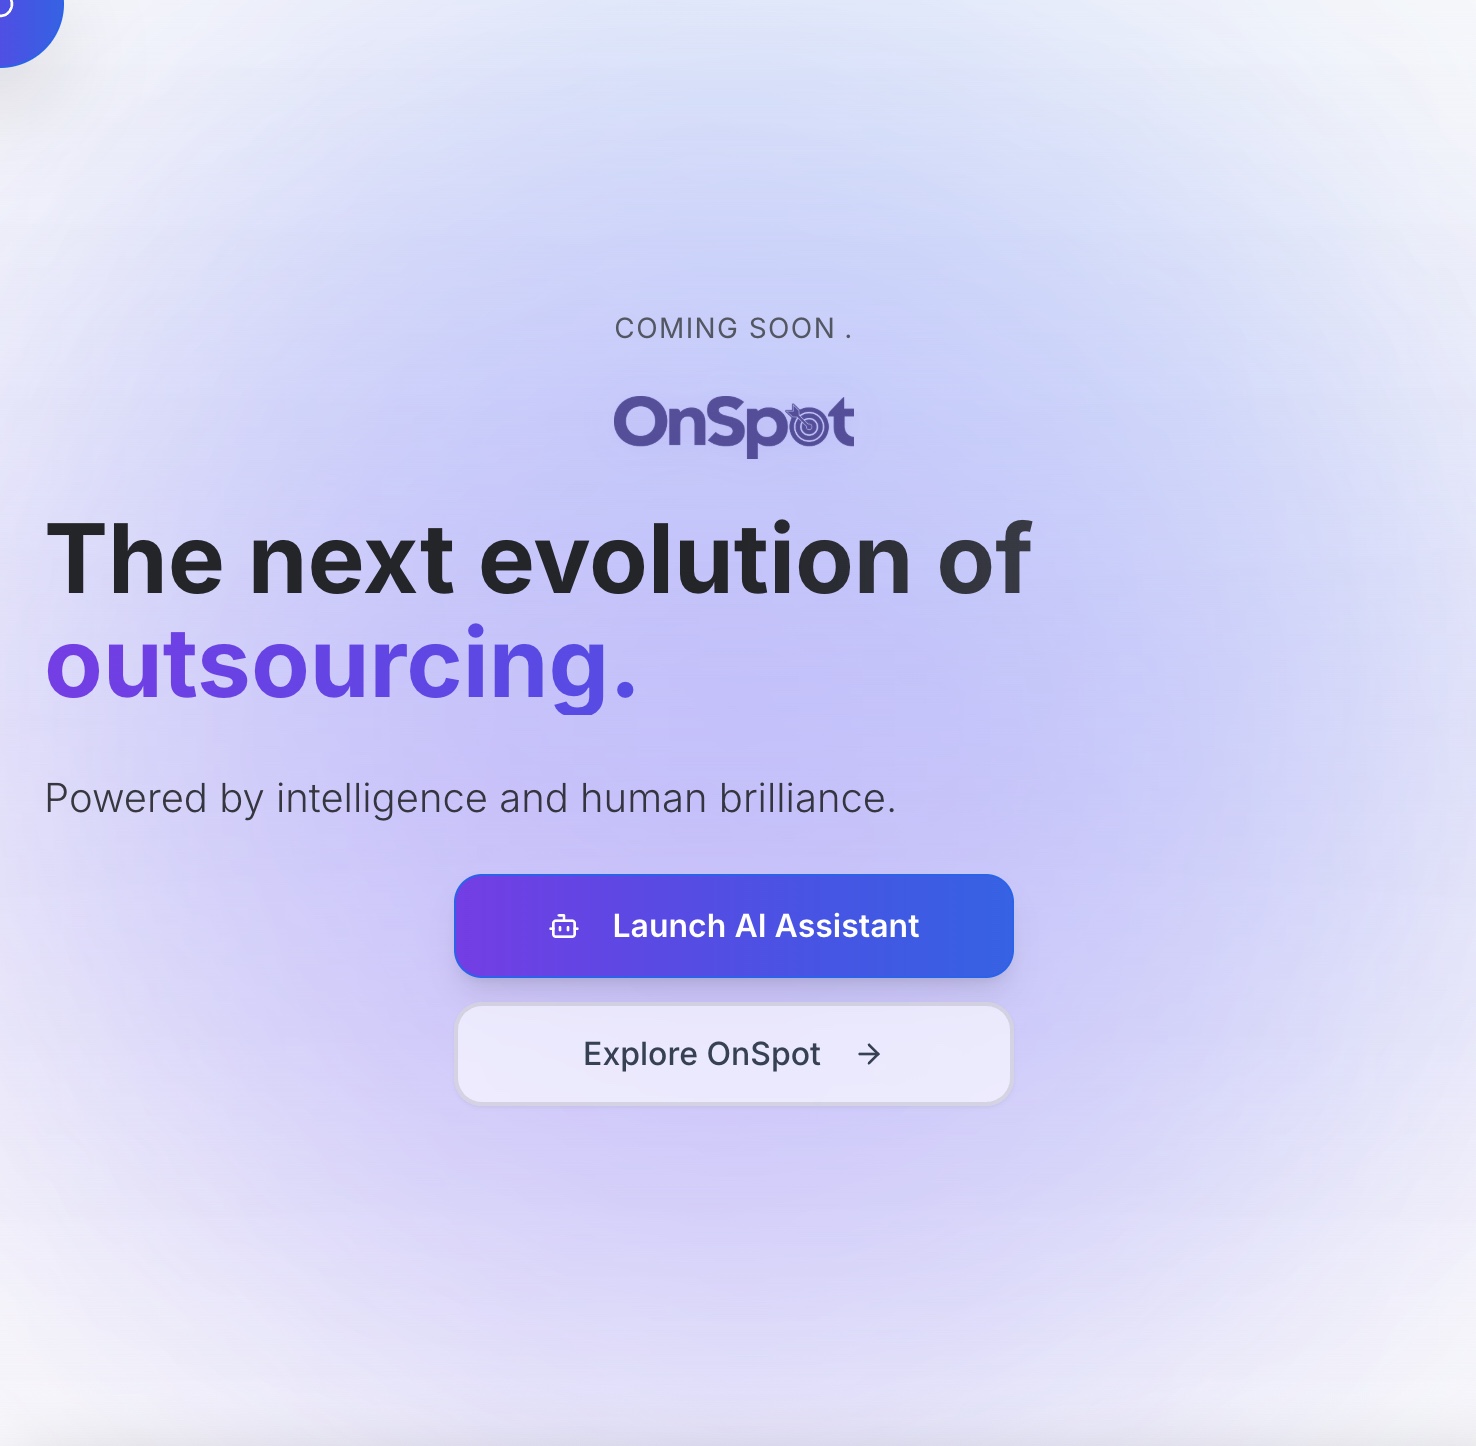 COMING SOON .
OnSpot
The next evolution of
outsourcing.
Powered by intelligence and human brilliance.
Launch AI Assistant
Explore OnSpot →